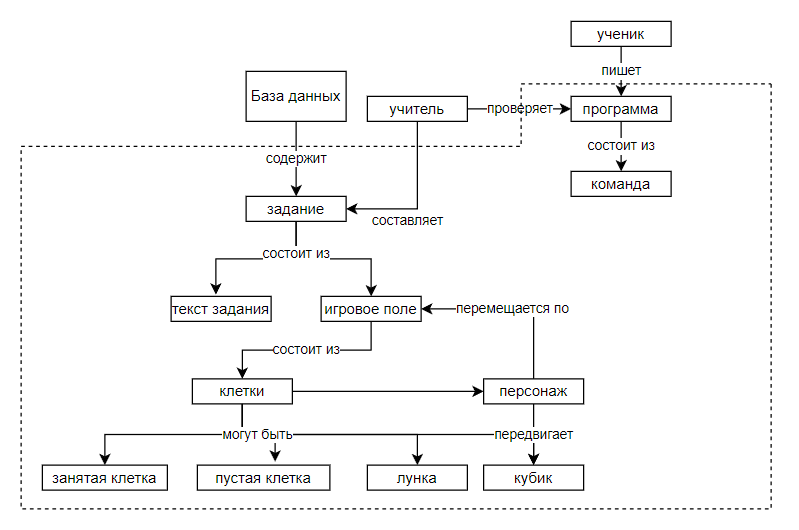 ученик
пишет
База данных
учитель
проверяет
программа
состоит из
содержит
команда
задание
составляет
состоит из
текст задания
игровое поле
перемещается по
состоит из
клетки
персонаж
могут быть
передвигает
занятая клетка
пустая клетка
лунка
кубик